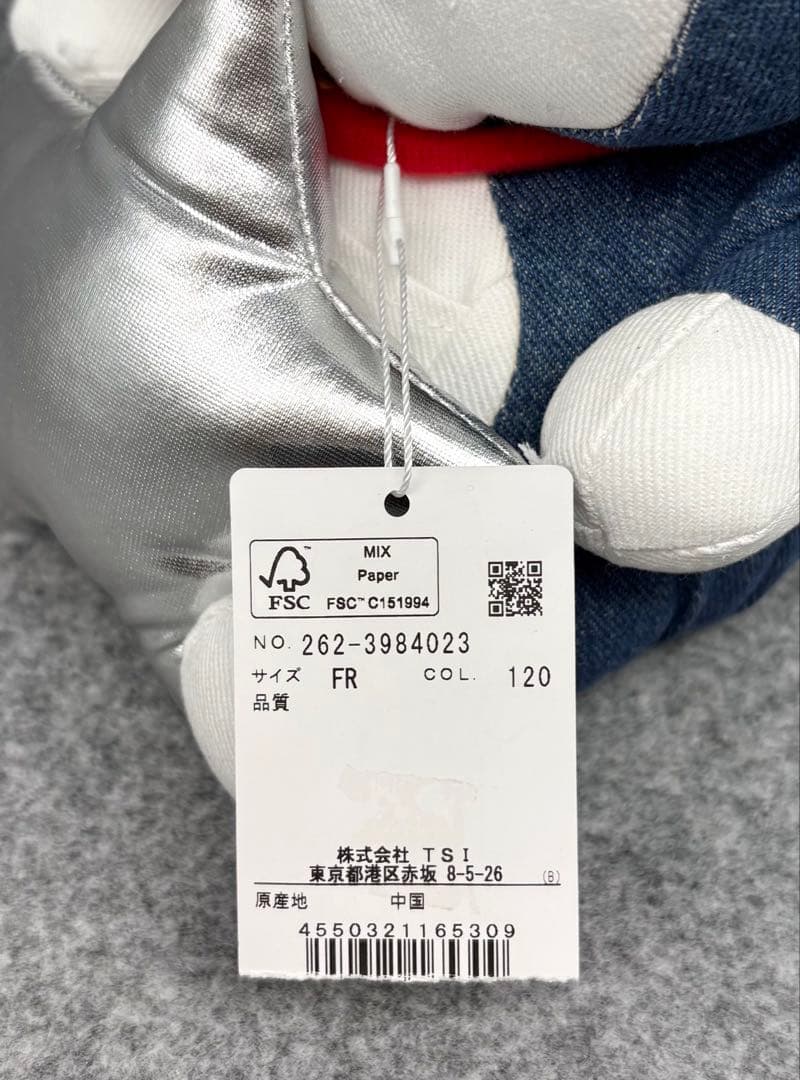 MIX
Paper
FSC™ C151994
FSC
NO. 262-3984023
サイズ FR COL. 120
品質
株式会社 TSI
東京都港区赤坂 8-5-26 (B)
原産地 中国
4550321165309